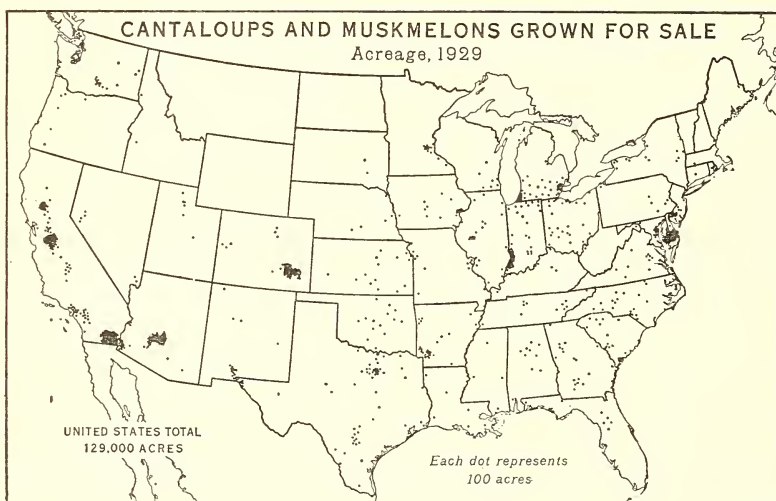 CANTALOUPS AND MUSKMELONS GROWN FOR SALE
Acreage, 1929
UNITED STATES TOTAL
129,000 ACRES
Each dot represents
100 acres